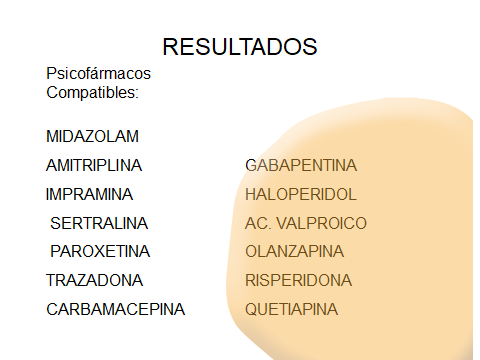 RESULTADOS
Psicofármacos
Compatibles:
MIDAZOLAM
AMITRIPLINA
IMPRAMINA
SERTRALINA
PAROXETINA
TRAZADONA
CARBAMACEPINA
GABAPENTINA
HALOPERIDOL
AC. VALPROICO
OLANZAPINA
RISPERIDONA
QUETIAPINA